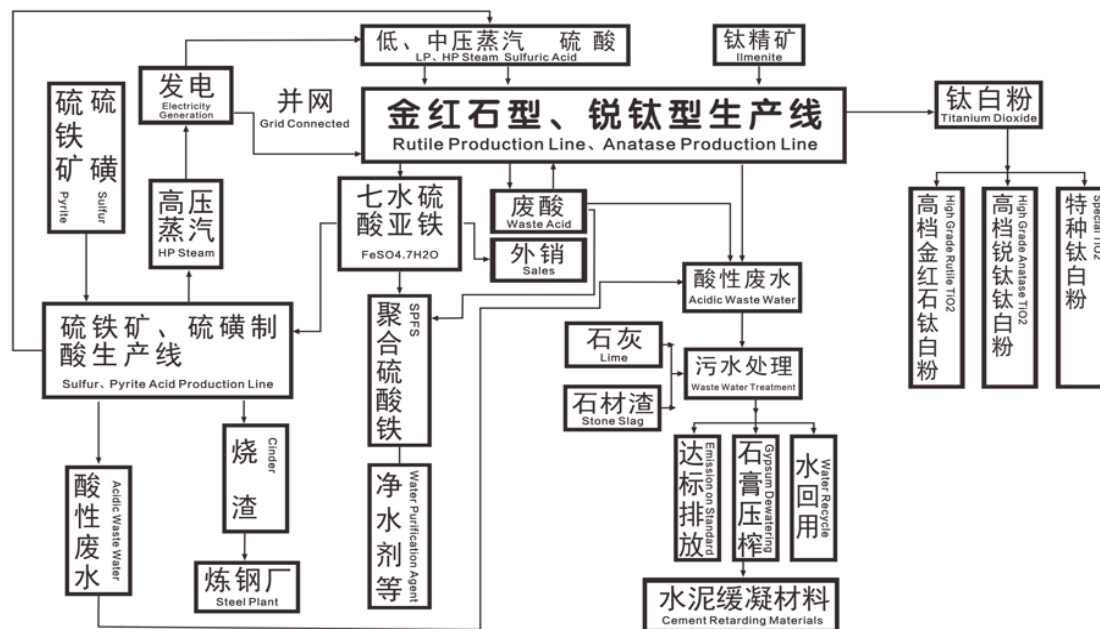 低、中压蒸汽 硫酸
LP、HP Steam Sulfuric Acid
钛精矿
Ilmenite
发电
Electricity
Generation
并网
Grid Connected
金红石型、锐钛型生产线
Rutile Production Line、Anatase Production Line
钛白粉
Titanium Dioxide
硫铁矿
Pyrite
硫磺
Sulfur
高压
蒸汽
HP Steam
七水硫
酸亚铁
FeSO4.7H2O
废酸
Waste Acid
外销
Sales
高档金红石钛白粉
High Grade Rutile TiO2
高档锐钛钛白粉
High Grade Anatase TiO2
特种钛白粉
Special TiO2
酸性废水
Acidic Waste Water
硫铁矿、硫磺制
酸生产线
Sulfur、Pyrite Acid Production Line
聚合硫酸铁
SPFS
石灰
Lime
污水处理
Waste Water Treatment
石材渣
Stone Slag
烧渣
Cinder
酸性废水
Acidic Waste Water
净水剂等
Water Purification Agent
达标排放
Emission on Standard
石膏压榨
Gypsum Dewatering
水回用
Water Recycle
炼钢厂
Steel Plant
水泥缓凝材料
Cement Retarding Materials